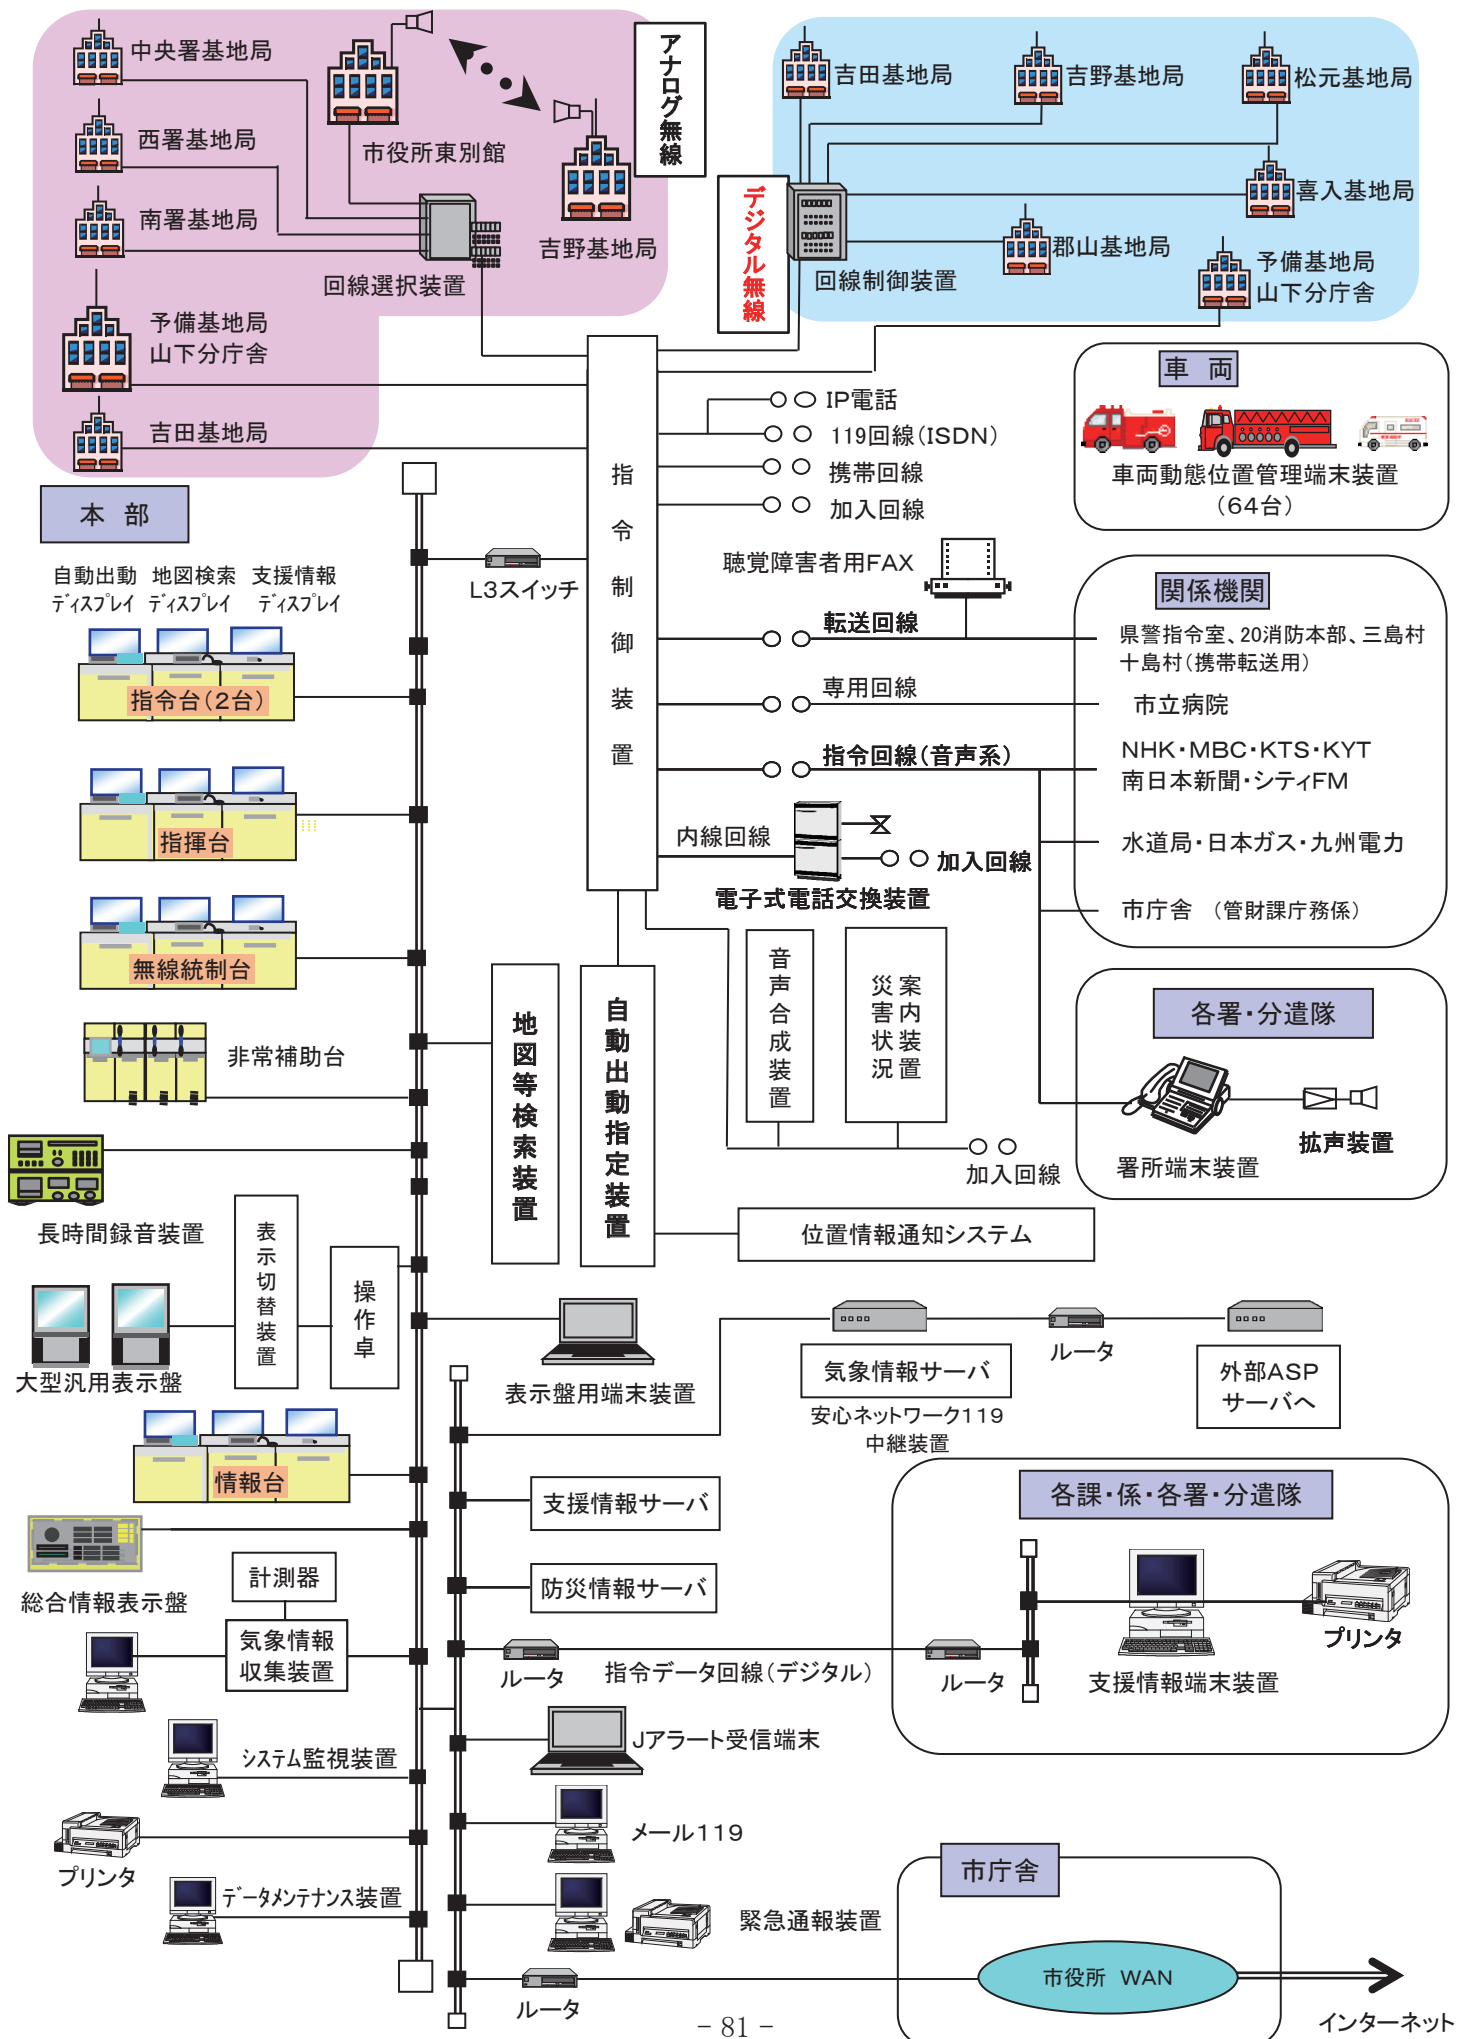 中央署基地局
西署基地局
南署基地局
市役所東別館
回線選択装置
吉野基地局
アナログ無線
予備基地局
山下分庁舎
吉田基地局
デジタル無線
吉田基地局
吉野基地局
松元基地局
喜入基地局
郡山基地局
回線制御装置
予備基地局
山下分庁舎
指令制御装置
IP電話
119回線(ISDN)
携帯回線
加入回線
車 両
車両動態位置管理端末装置
(64台)
本 部
自動出動 地図検索 支援情報
ディスプレイ ディスプレイ ディスプレイ
指令台(2台)
L3スイッチ
聴覚障害者用FAX
転送回線
専用回線
指令回線(音声系)
内線回線
加入回線
電子式電話交換装置
関係機関
県警指令室、20消防本部、三島村
十島村(携帯転送用)
市立病院
NHK・MBC・KTS・KYT
南日本新聞・シティFM
水道局・日本ガス・九州電力
市庁舎 (管財課庁務係)
指揮台
無線統制台
非常補助台
長時間録音装置
地図等検索装置
自動出動指定装置
音声合成装置
災害状況
案内装置
加入回線
各署・分遣隊
署所端末装置
拡声装置
位置情報通知システム
表示切替装置
操作卓
大型汎用表示盤
表示盤用端末装置
気象情報サーバ
安心ネットワーク119
中継装置
ルータ
外部ASP
サーバへ
情報台
総合情報表示盤
計測器
気象情報
収集装置
支援情報サーバ
防災情報サーバ
ルータ
指令データ回線(デジタル)
ルータ
各課・係・各署・分遣隊
支援情報端末装置
プリンタ
システム監視装置
プリンタ
データメンテナンス装置
Jアラート受信端末
メール119
緊急通報装置
ルータ
市庁舎
市役所 WAN
インターネット
- 81 -